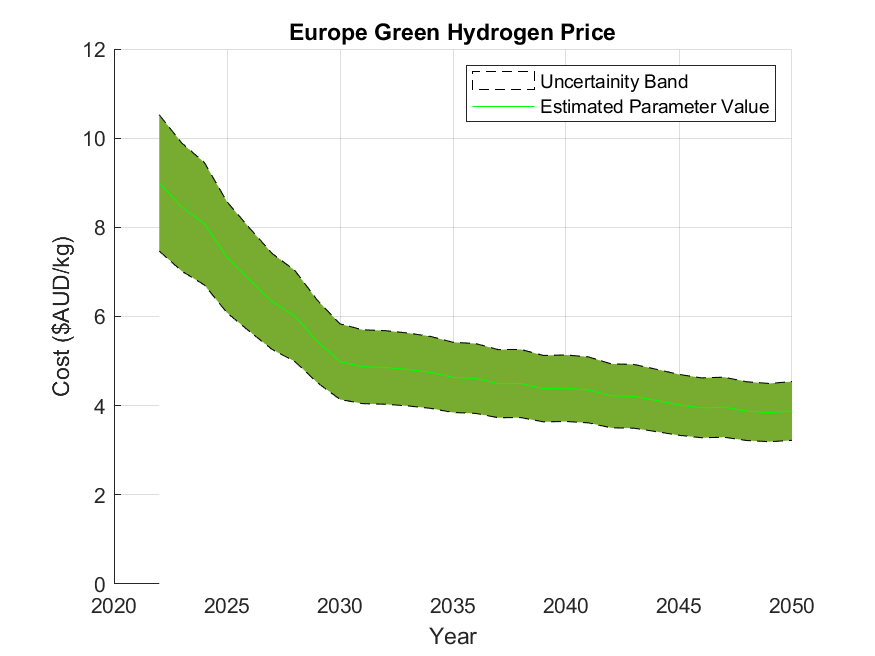 Europe Green Hydrogen Price
12
10
8
6
4
2
0
Cost ($AUD/kg)
Uncertainity Band
Estimated Parameter Value
2020 2025 2030 2035 2040 2045 2050
Year